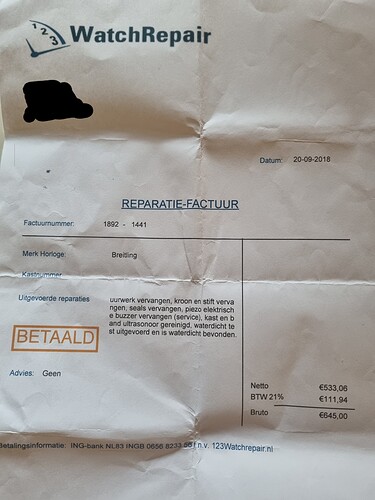 1 2 3
WatchRepair
Datum: 20-09-2018
REPARATIE-FACTUUR
Factuurnummer: 1892 - 1441
Merk Horloge: Breitling
Kastnummer
Uitgevoerde reparaties
uurwerk vervangen, kroon en stift verva
ngen, seals vervangen, piezo elektrisch
e buzzer vervangen (service), kast en b
and ultrasonoor gereinigd, waterdicht te
st uitgevoerd en is waterdicht bevonden.
BETAALD
Advies: Geen
Netto €533,06
BTW 21% €111,94
Bruto €645,00
Betalingsinformatie: ING-bank NL83 INGB 0656 8233 t.n.v. 123Watchrepair.nl